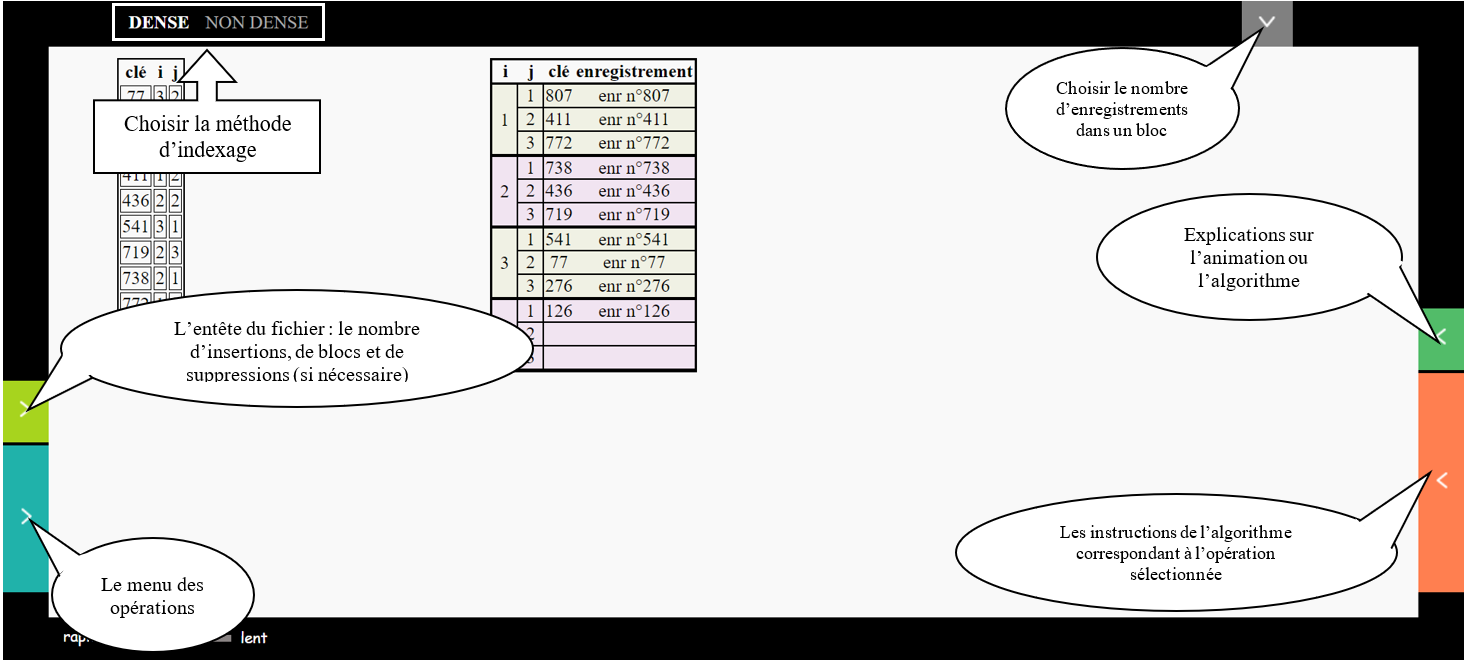 DENSE NON DENSE
clé i j
77 3 2
411 1 2
436 2 2
541 3 1
719 2 3
738 2 1
772 1
Choisir la méthode
d’indexage
i j clé enregistrement
1 1 807 enr n°807
2 411 enr n°411
3 772 enr n°772
2 1 738 enr n°738
2 436 enr n°436
3 719 enr n°719
3 1 541 enr n°541
2 77 enr n°77
3 276 enr n°276
1 126 enr n°126
2
3
Choisir le nombre
d’enregistrements
dans un bloc
Explications sur
l’animation ou
l’algorithme
L’entête du fichier : le nombre
d’insertions, de blocs et de
suppressions (si nécessaire)
Les instructions de l’algorithme
correspondant à l’opération
sélectionnée
Le menu des
opérations
lent